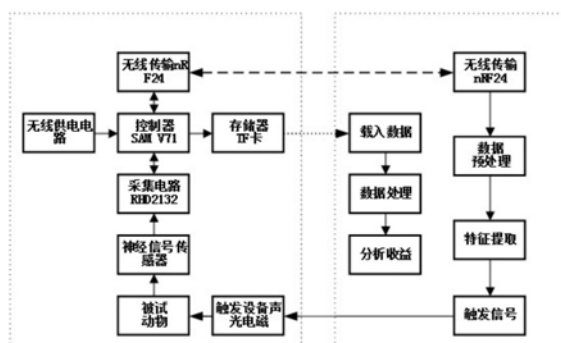 无线传输nR
F24
无线传输
nRF24
无线供电电
路
控制器
SAM V71
存储器
TF卡
载入数据
数据
预处理
采集电路
RHD2132
数据处理
神经信号传
感器
分析收益
特征提取
被试
动物
触发设备声
光电磁
触发信号